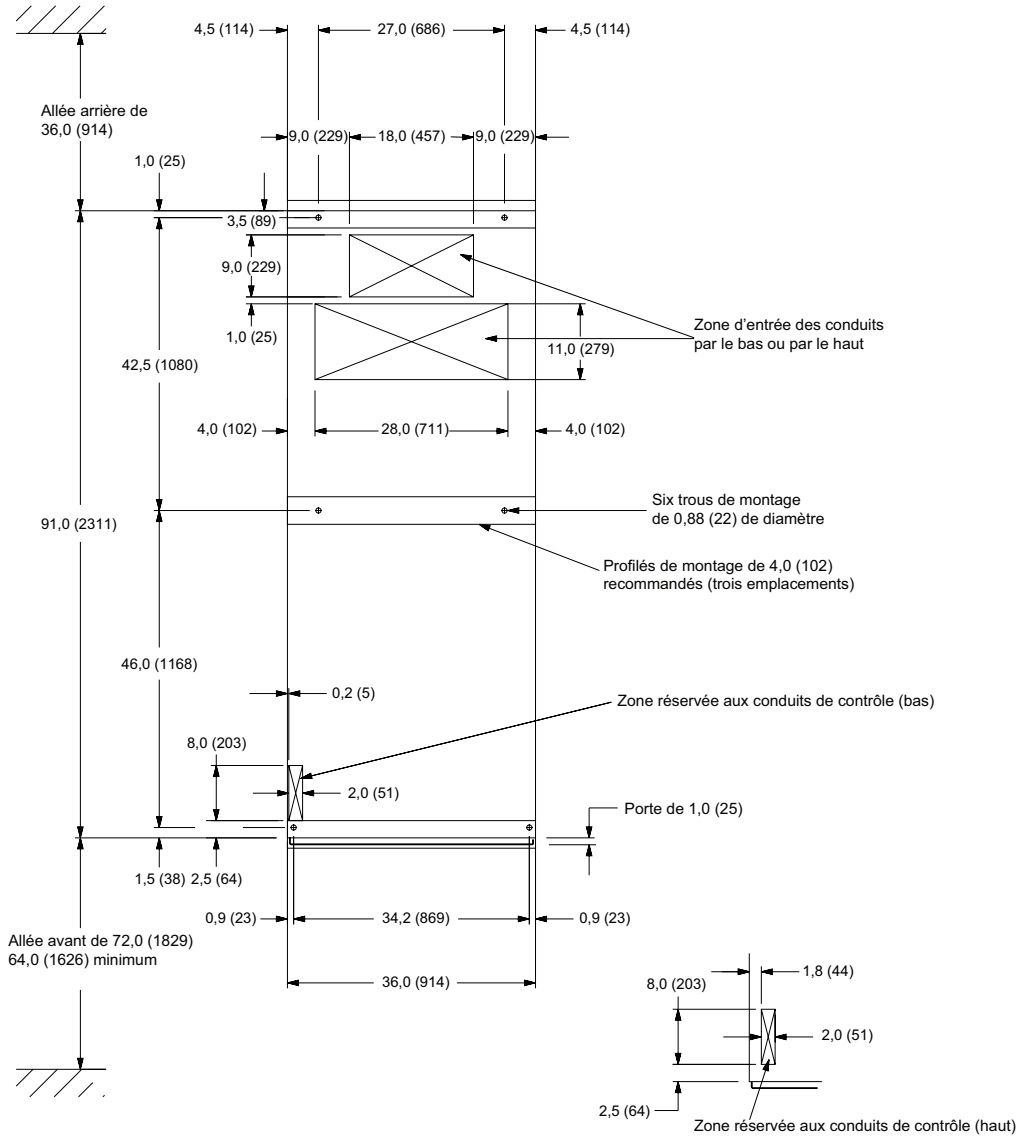 4,5 (114)
27,0 (686)
4,5 (114)
Allée arrière de
36,0 (914)
9,0 (229)
18,0 (457)
9,0 (229)
1,0 (25)
3,5 (89)
9,0 (229)
Zone d'entrée des conduits
par le bas ou par le haut
1,0 (25)
11,0 (279)
42,5 (1080)
4,0 (102)
28,0 (711)
4,0 (102)
Six trous de montage
de 0,88 (22) de diamètre
91,0 (2311)
Profilés de montage de 4,0 (102)
recommandés (trois emplacements)
46,0 (1168)
0,2 (5)
Zone réservée aux conduits de contrôle (bas)
8,0 (203)
2,0 (51)
Porte de 1,0 (25)
1,5 (38)
2,5 (64)
0,9 (23)
34,2 (869)
0,9 (23)
Allée avant de 72,0 (1829)
64,0 (1626) minimum
36,0 (914)
1,8 (44)
8,0 (203)
2,0 (51)
2,5 (64)
Zone réservée aux conduits de contrôle (haut)